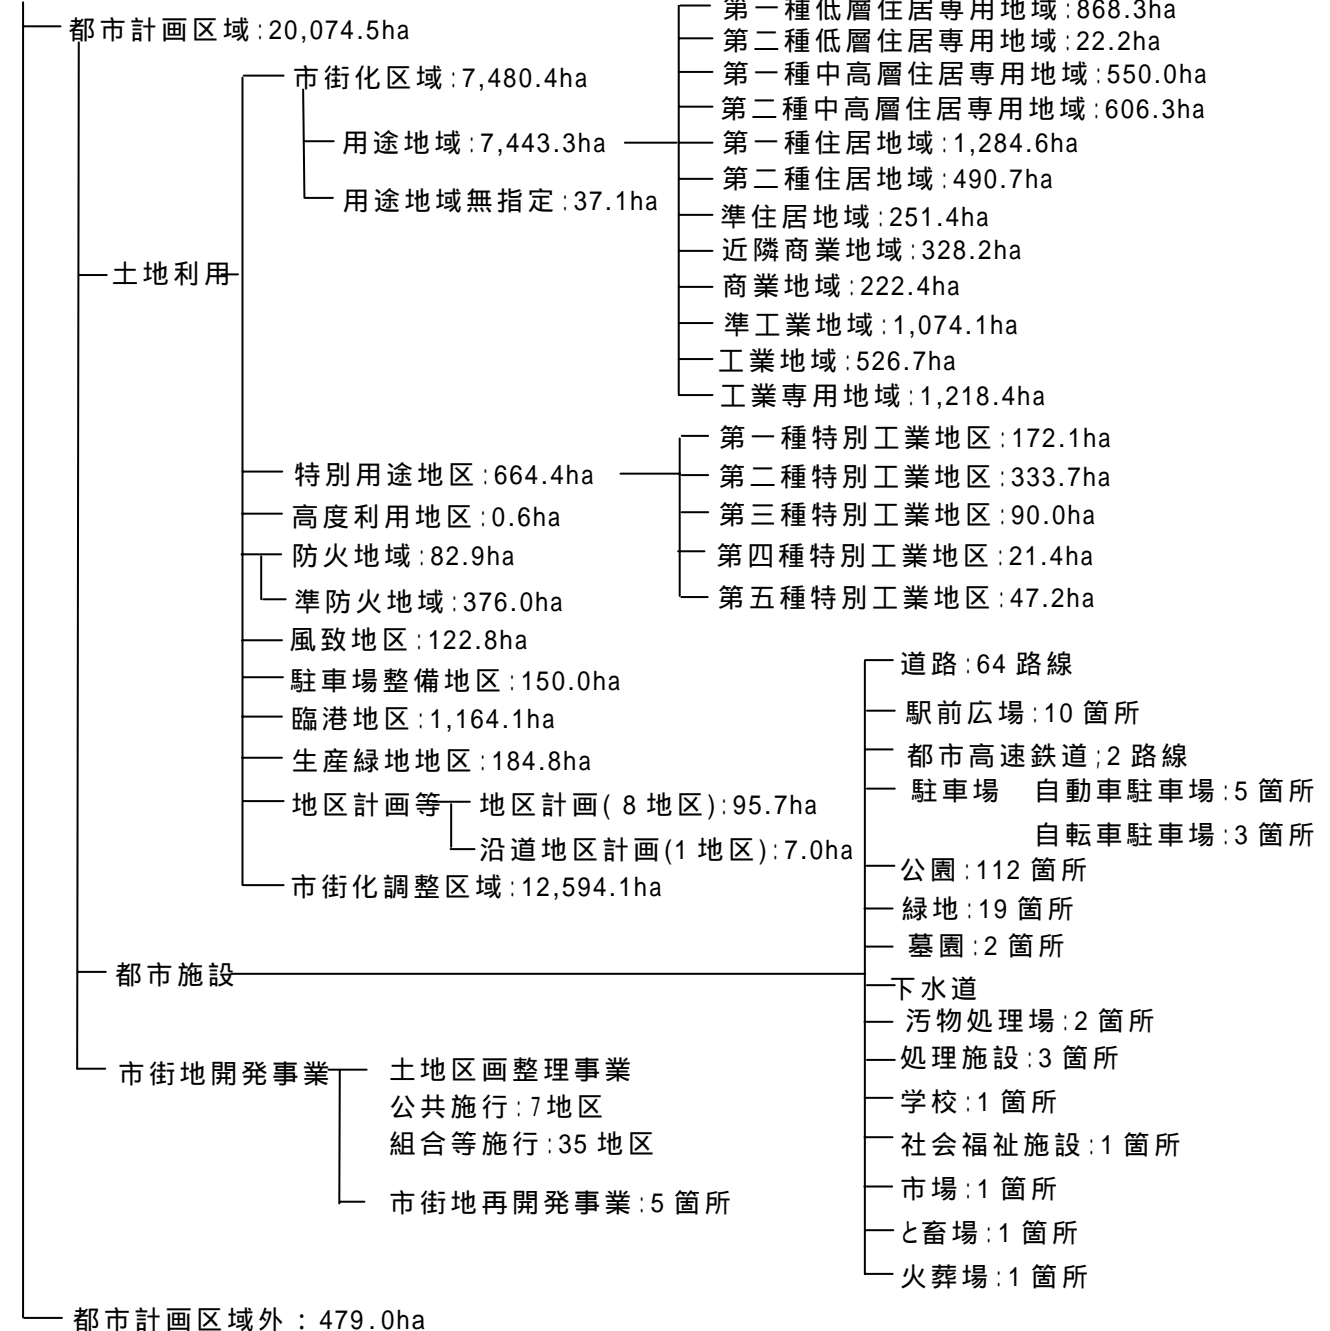 都市計画区域:20,074.5ha
市街化区域:7,480.4ha
用途地域:7,443.3ha
用途地域無指定:37.1ha
第一種低層住居専用地域:868.3ha
第二種低層住居専用地域:22.2ha
第一種中高層住居専用地域:550.0ha
第二種中高層住居専用地域:606.3ha
第一種住居地域:1,284.6ha
第二種住居地域:490.7ha
準住居地域:251.4ha
近隣商業地域:328.2ha
商業地域:222.4ha
準工業地域:1,074.1ha
工業地域:526.7ha
工業専用地域:1,218.4ha
土地利用
特別用途地区:664.4ha
第一種特別工業地区:172.1ha
第二種特別工業地区:333.7ha
第三種特別工業地区:90.0ha
第四種特別工業地区:21.4ha
第五種特別工業地区:47.2ha
高度利用地区:0.6ha
防火地域:82.9ha
準防火地域:376.0ha
風致地区:122.8ha
駐車場整備地区:150.0ha
臨港地区:1,164.1ha
生産緑地地区:184.8ha
地区計画等
地区計画( 8 地区):95.7ha
沿道地区計画(1 地区):7.0ha
市街化調整区域:12,594.1ha
都市施設
道路:64 路線
駅前広場:10 箇所
都市高速鉄道;2 路線
駐車場 自動車駐車場:5 箇所
自転車駐車場:3 箇所
公園:112 箇所
緑地:19 箇所
墓園:2 箇所
下水道
汚物処理場:2 箇所
処理施設:3 箇所
学校:1 箇所
社会福祉施設:1 箇所
市場:1 箇所
と畜場:1 箇所
火葬場:1 箇所
市街地開発事業
土地区画整理事業
公共施行:7地区
組合等施行:35 地区
市街地再開発事業:5 箇所
都市計画区域外：479.0ha